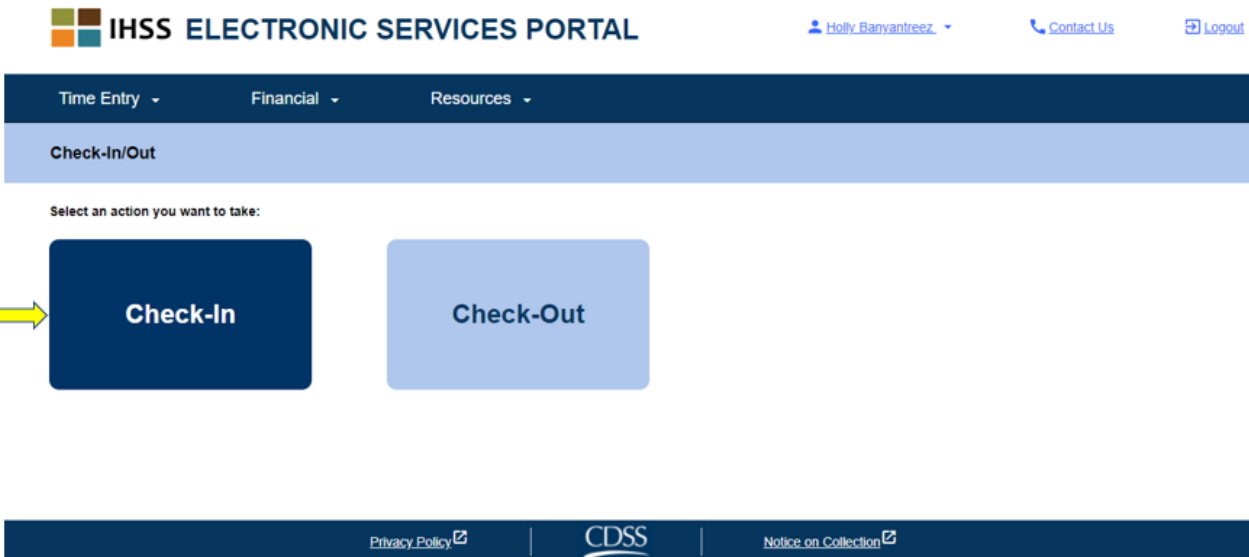 IHSS ELECTRONIC SERVICES PORTAL
Holly Banyantreez
Contact Us
Logout
Time Entry
Financial
Resources
Check-In/Out
Select an action you want to take:
Check-In
Check-Out
Privacy Policy
CDSS
Notice on Collection